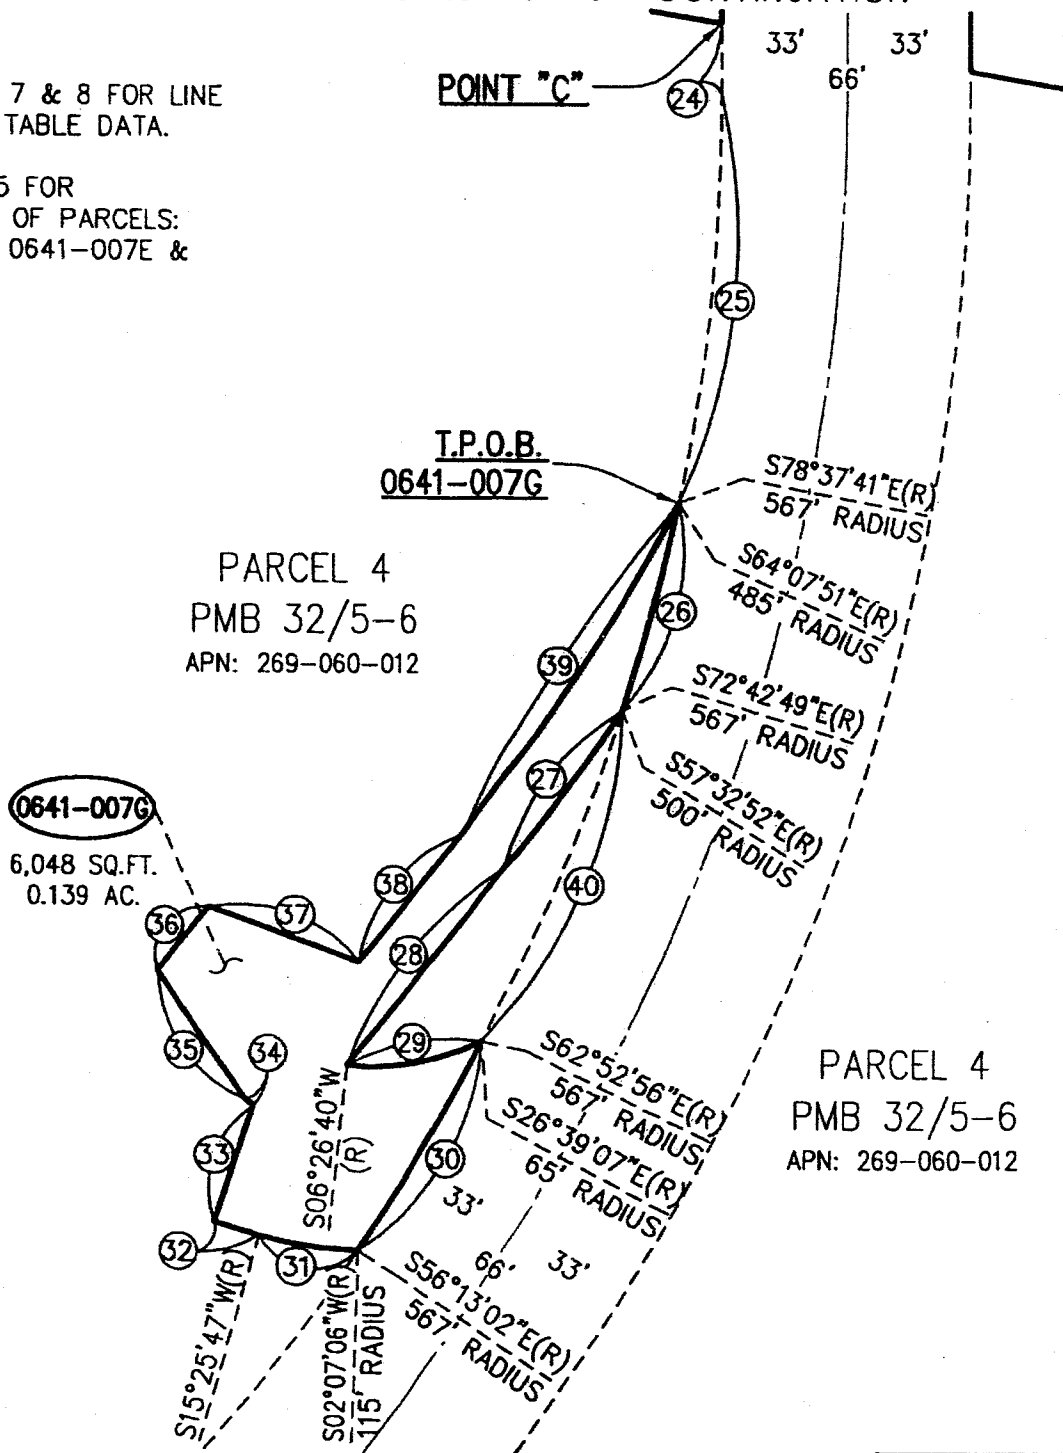 7 & 8 FOR LINE
TABLE DATA.
5 FOR
OF PARCELS:
0641-007E &
POINT "C"
33'
33'
66'
24
25
T.P.O.B.
0641-007G
S78°37'41"E(R)
567' RADIUS
S64°07'51"E(R)
485' RADIUS
PARCEL 4
PMB 32/5-6
APN: 269-060-012
26
39
S72°42'49"E(R)
567' RADIUS
S57°32'52"E(R)
500' RADIUS
27
0641-007G
6,048 SQ.FT.
0.139 AC.
38
40
36
37
28
29
35
34
S62°52'56"E(R)
567' RADIUS
S26°39'07"E(R)
65' RADIUS
PARCEL 4
PMB 32/5-6
APN: 269-060-012
S06°26'40"W
(R)
33
30
33'
66'
33'
32
31
S56°13'02"E(R)
567' RADIUS
S15°25'47"W(R)
S02°07'06"W(R)
115' RADIUS